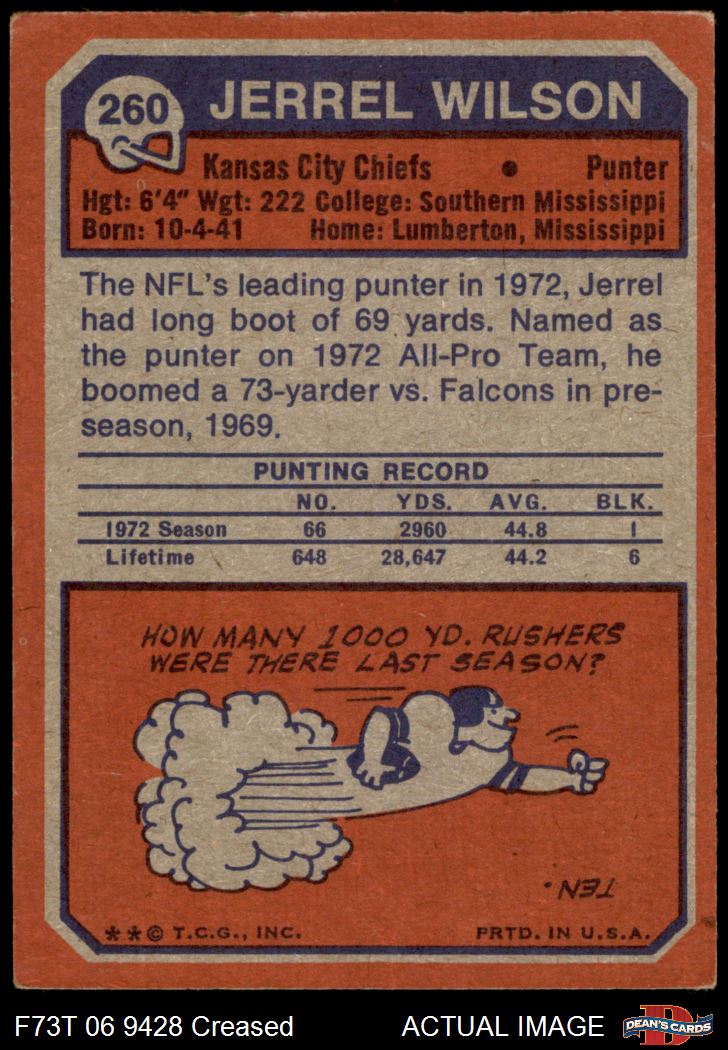 260
JERREL WILSON
Kansas City Chiefs • Punter
Hgt: 6'4" Wgt: 222 College: Southern Mississippi
Born: 10-4-41 Home: Lumberton, Mississippi
The NFL's leading punter in 1972, Jerrel
had long boot of 69 yards. Named as
the punter on 1972 All-Pro Team, he
boomed a 73-yarder vs. Falcons in pre-
season, 1969.
PUNTING RECORD
NO. YDS. AVG. BLK.
1972 Season 66 2960 44.8 1
Lifetime 648 28,647 44.2 6
HOW MANY 1000 YD. RUSHERS
WERE THERE LAST SEASON?
TEN.
**© T.C.G., INC. PRTD. IN U.S.A.
F73T 06 9428 Creased ACTUAL IMAGE
D
DEAN'S CARDS